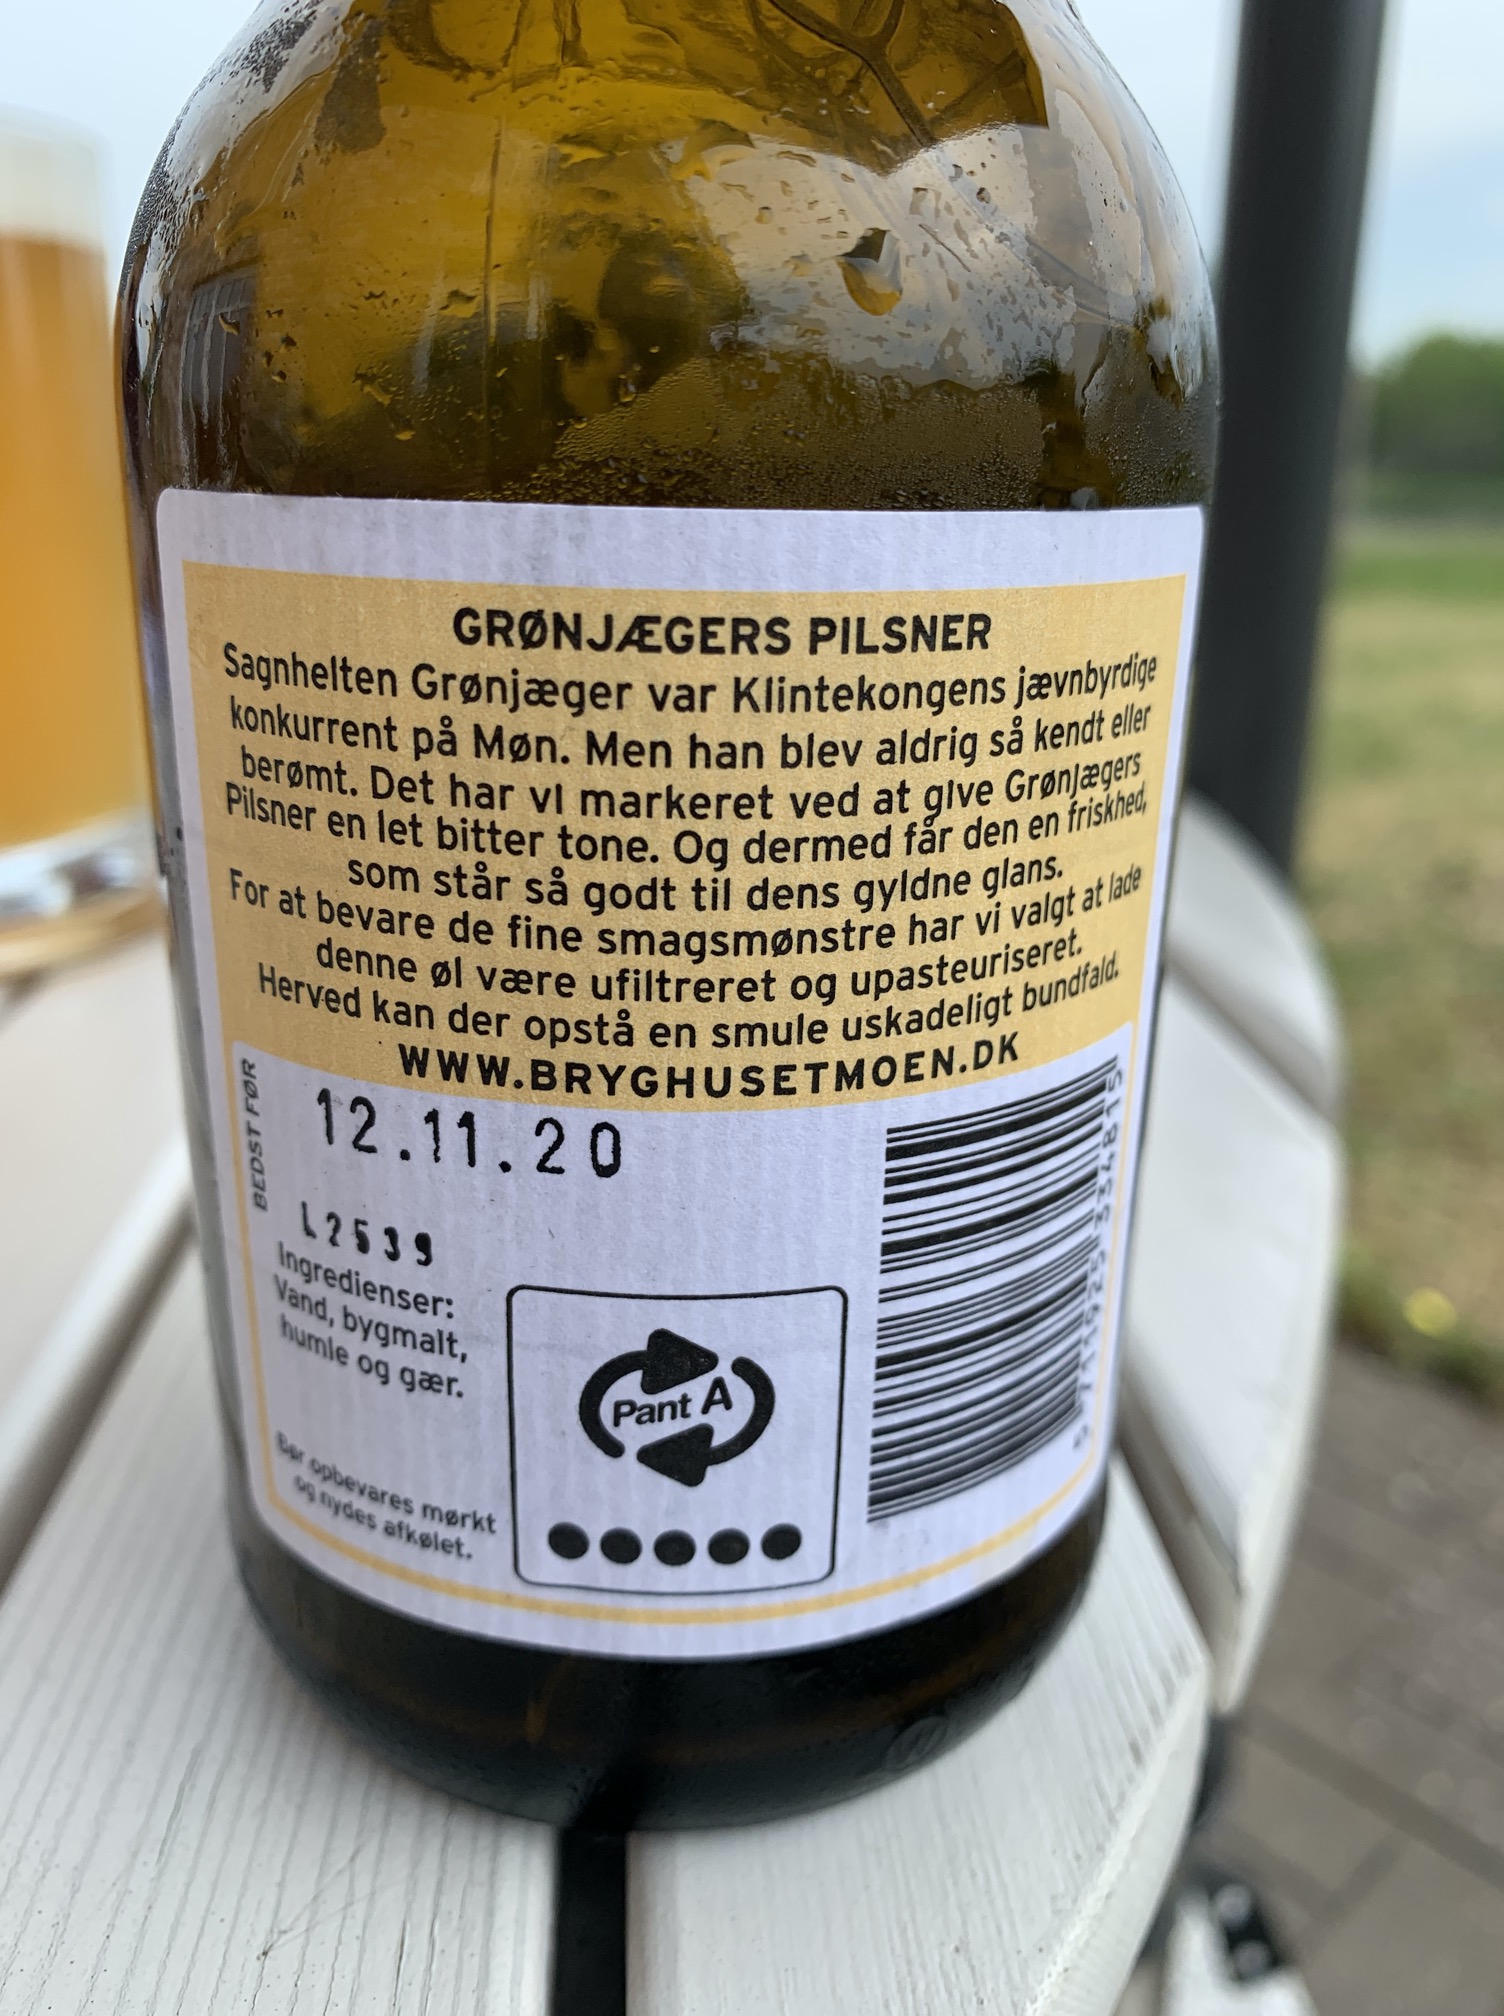 GRØNJÆGERS PILSNER
Sagnhelten Grønjæger var Klintekongens jævnbyrdige
konkurrent på Møn. Men han blev aldrig så kendt eller
berømt. Det har vI markeret ved at gIve GrønJægers
Pilsner en let bitter tone. Og dermed får den en friskhed,
som står så godt til dens gyldne glans.
For at bevare de fine smagsmønstre har vi valgt at lade
denne øl være ufiltreret og upasteuriseret.
Herved kan der opstå en smule uskadeligt bundfald.
WWW.BRYGHUSETMOEN.DK
BEDST FØR
12.11.20
L2539
Ingredienser:
Vand, bygmalt,
humle og gær.
Bør opbevares mørkt
og nydes afkølet.
Pant A